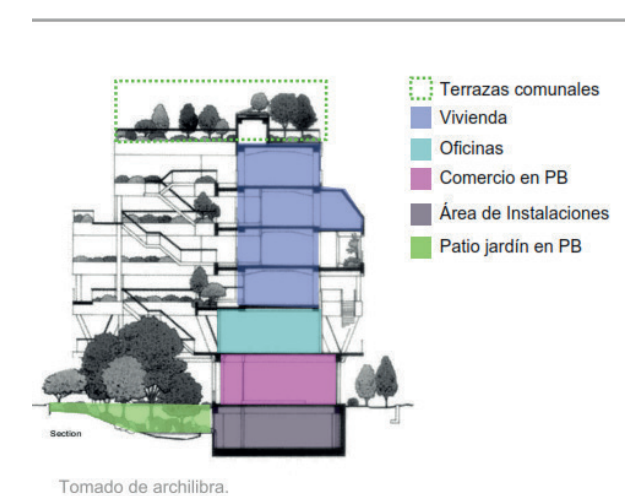 Terrazas comunales
Vivienda
Oficinas
Comercio en PB
Área de Instalaciones
Patio jardín en PB
Section
Tomado de archilibra.